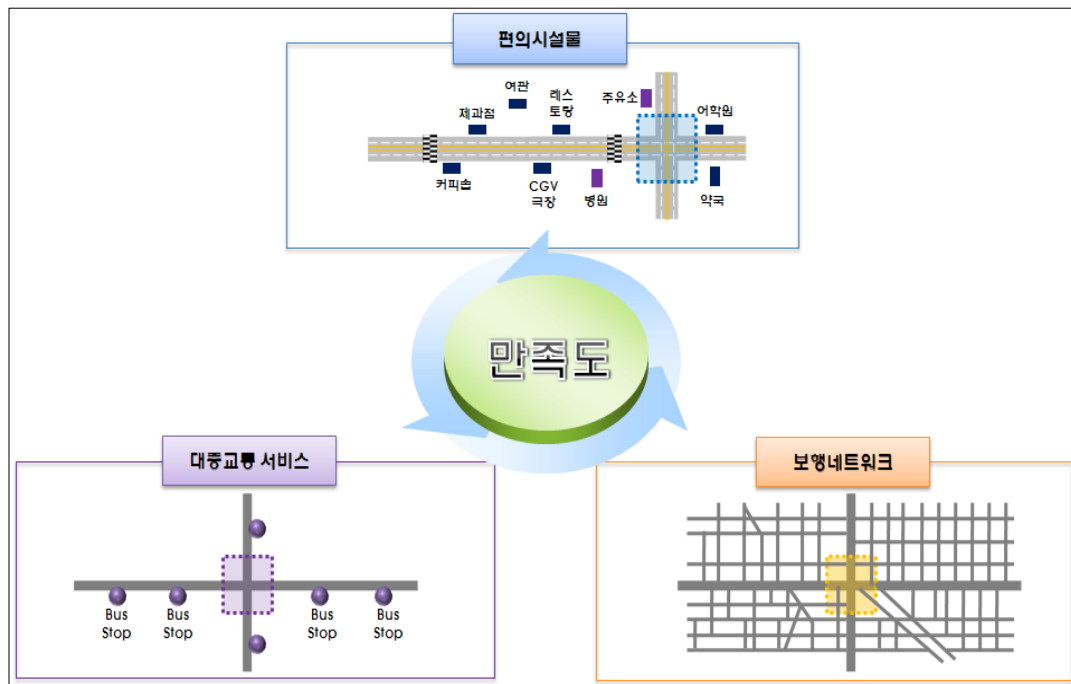 편의시설물
여관
제과점
레스
토랑
주유소
어학원
커피숍
CGV
극장
병원
약국
만족도
대중교통 서비스
Bus
Stop
Bus
Stop
Bus
Stop
Bus
Stop
보행네트워크